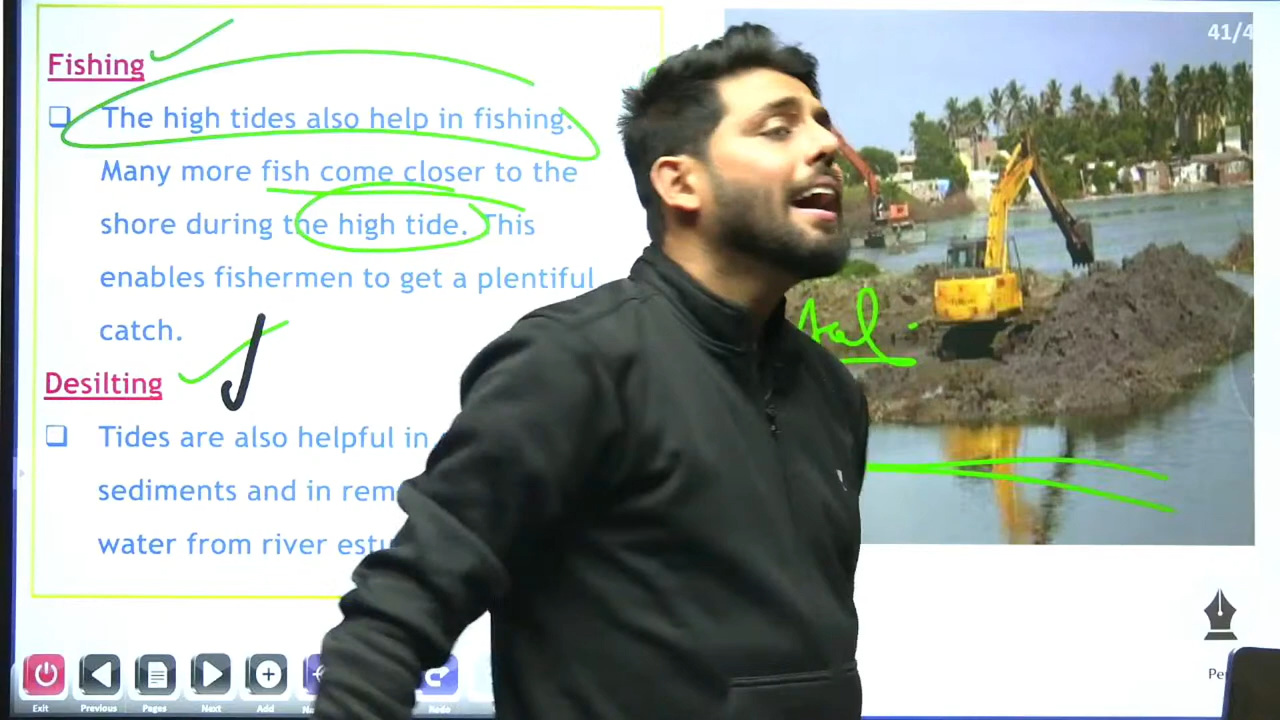 41/4
Fishing
The high tides also help in fishing.
Many more fish come closer to the
shore during the high tide. This
enables fishermen to get a plentiful
catch.
Desilting
Tides are also helpful in
sediments and in rem
water from river estu
Exit
Previous
Pages
Next
Add
Redo
Pe